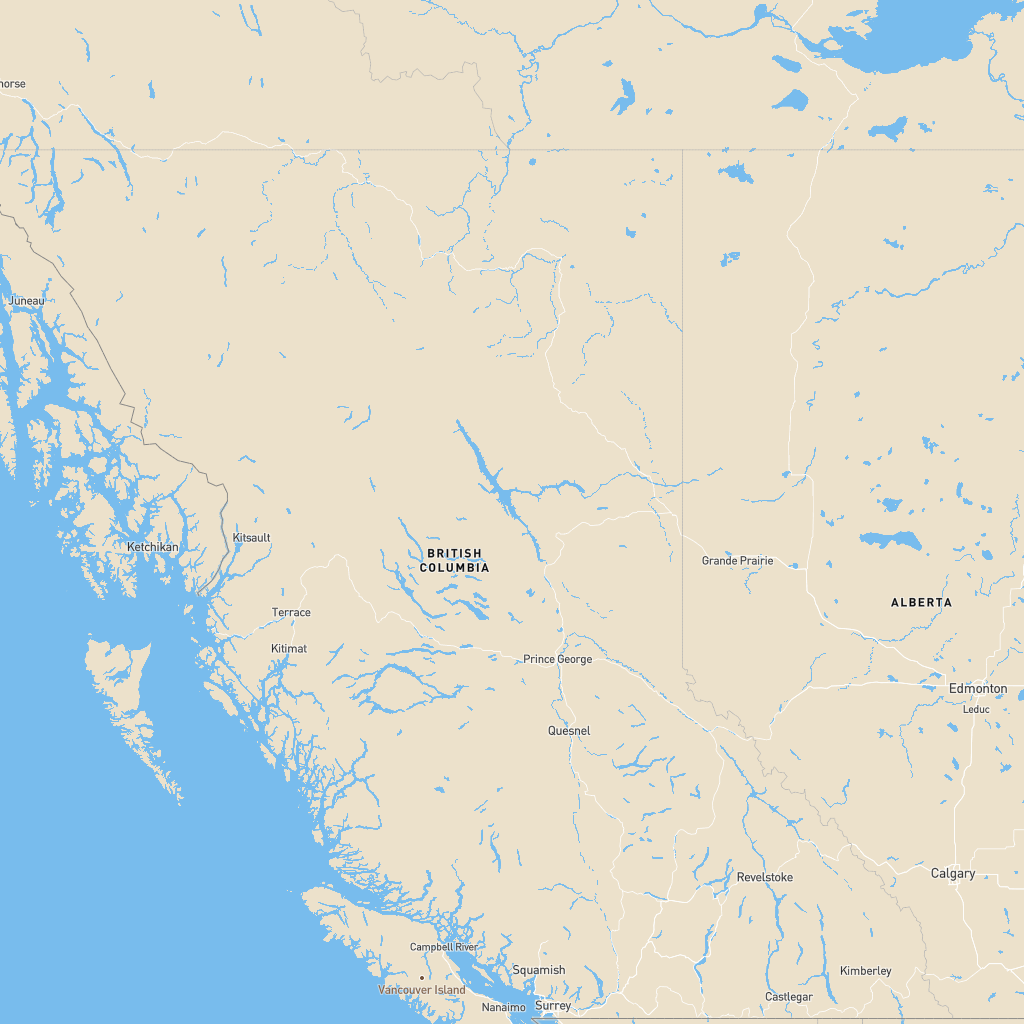 horse
Juneau
Ketchikan
Kitsault
BRITISH
COLUMBIA
Grande Prairie
ALBERTA
Terrace
Kitimat
Prince George
Edmonton
Leduc
Quesnel
Calgary
Revelstoke
Campbell River
Squamish
Kimberley
Vancouver Island
Castlegar
Nanaimo
Surrey